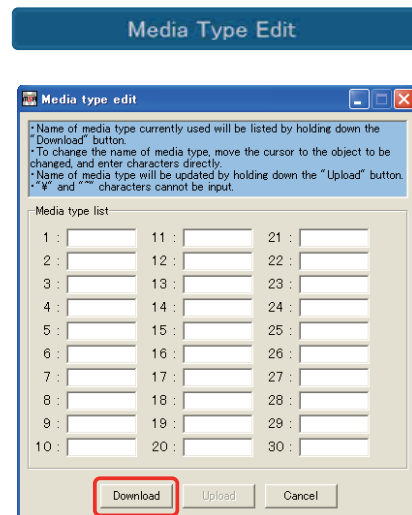 Media Type Edit
Media type edit
・Name of media type currently used will be listed by holding down the
"Download" button.
・To change the name of media type, move the cursor to the object to be
changed, and enter characters directly.
・Name of media type will be updated by holding down the "Upload" button.
・"¥" and "~" characters cannot be input.
Media type list
1 : 11 : 21 :
2 : 12 : 22 :
3 : 13 : 23 :
4 : 14 : 24 :
5 : 15 : 25 :
6 : 16 : 26 :
7 : 17 : 27 :
8 : 18 : 28 :
9 : 19 : 29 :
10 : 20 : 30 :
Download Upload Cancel